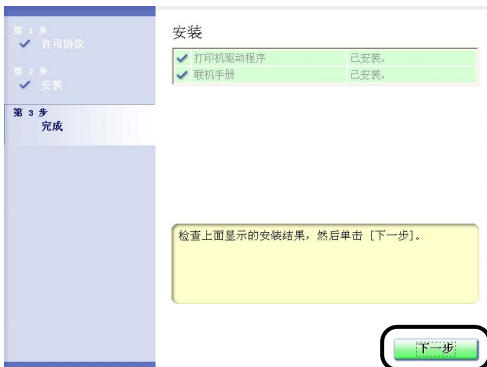 第 1 步
许可协议
第 2 步
安装
第 3 步
完成
安装
打印机驱动程序 已安装。
联机手册 已安装。
检查上面显示的安装结果，然后单击 [下一步]。
下一步